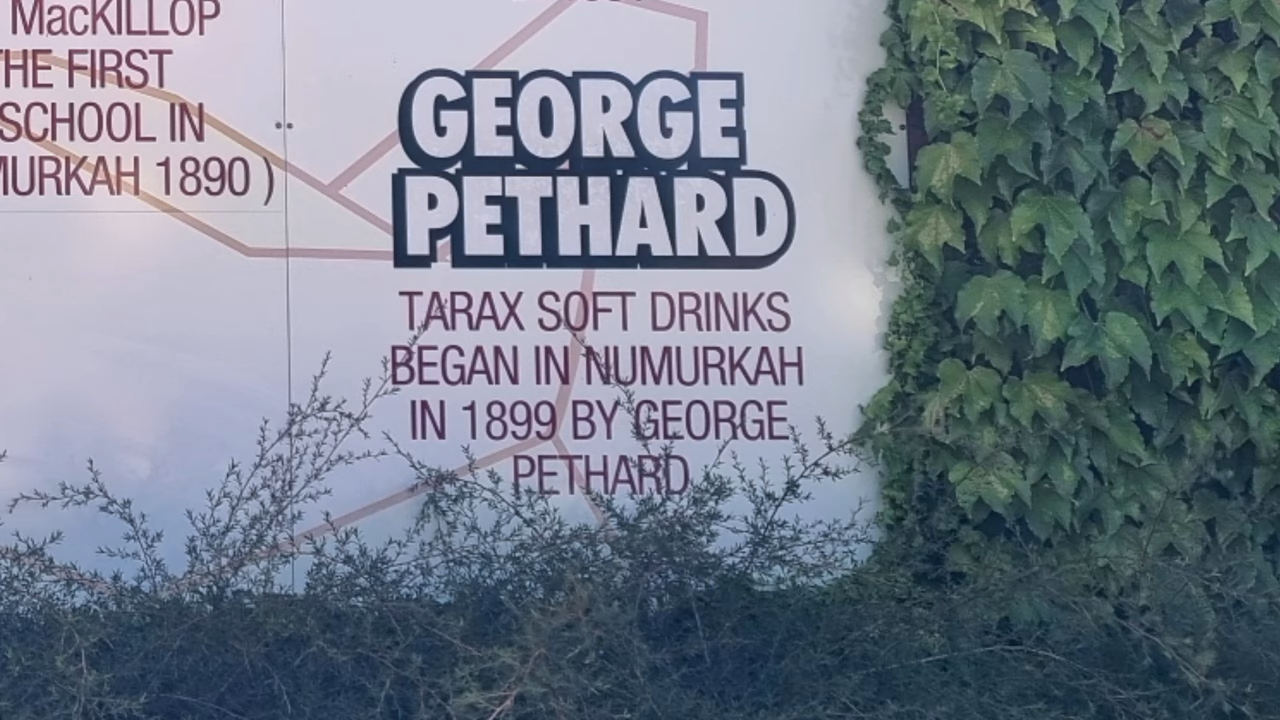 MacKILLOP
THE FIRST
SCHOOL IN
MURKAH 1890 )
GEORGE
PETHARD
TARAX SOFT DRINKS
BEGAN IN NUMURKAH
IN 1899 BY GEORGE
PETHARD